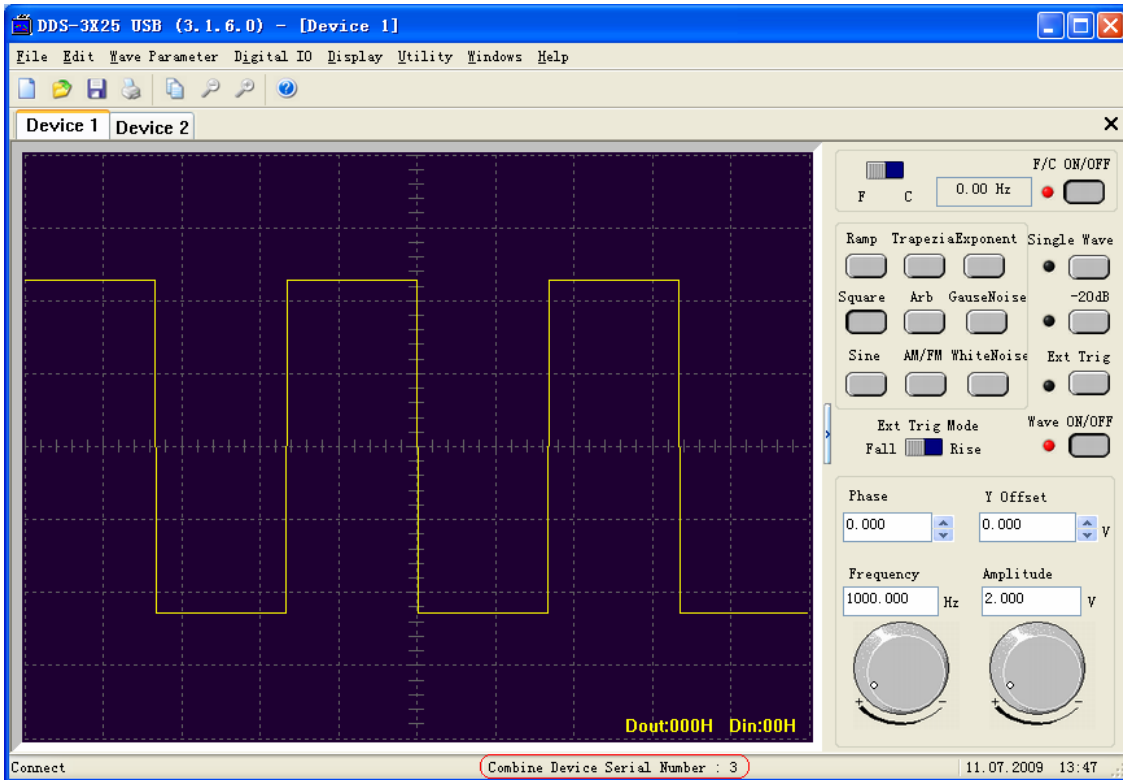 DDS-3X25 USB (3.1.6.0) - [Device 1]
File Edit Wave Parameter Digital IO Display Utility Windows Help
Device 1 Device 2
F C 0.00 Hz F/C ON/OFF
Ramp Trapezia Exponent Single Wave
Square Arb GauseNoise -20dB
Sine AM/FM WhiteNoise Ext Trig
Ext Trig Mode Wave ON/OFF
Fall Rise
Phase Y Offset
0.000 0.000 V
Frequency Amplitude
1000.000 Hz 2.000 V
+ - + -
Dout:000H Din:00H
Connect Combine Device Serial Number : 3 11.07.2009 13:47